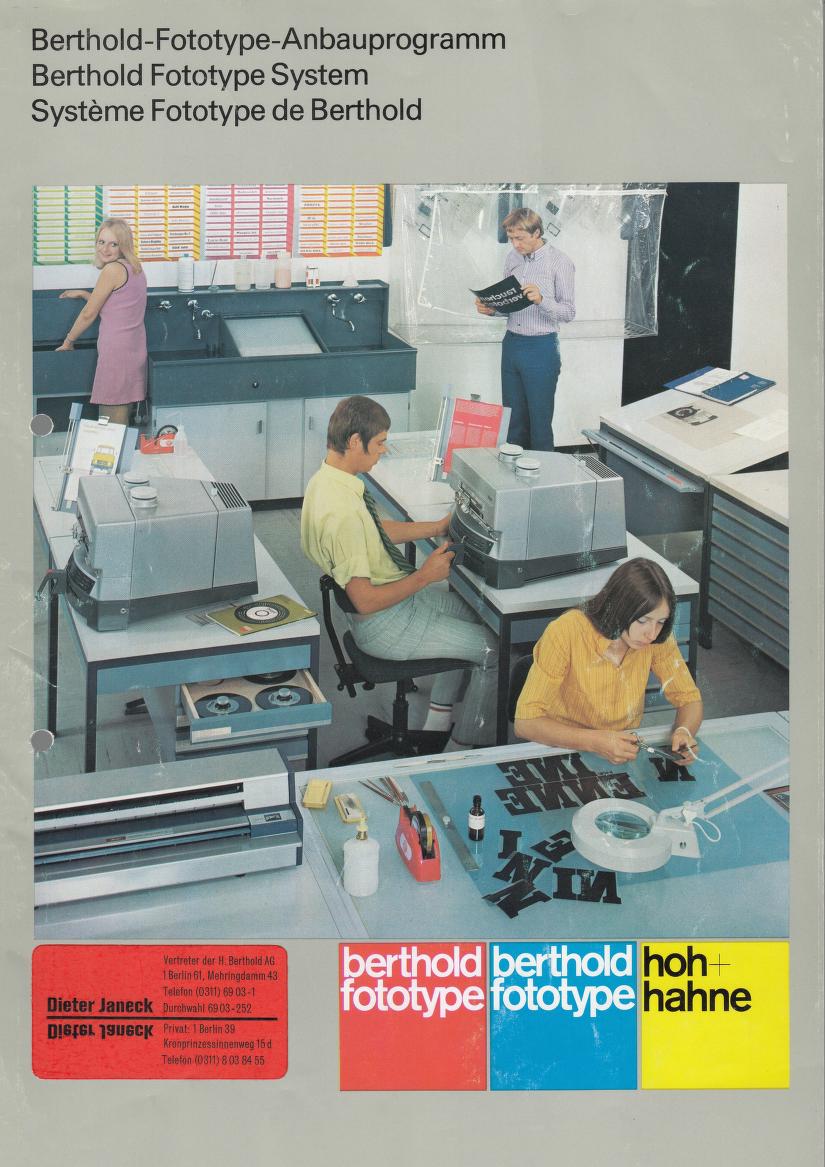 Berthold-Fototype-Anbauprogramm
Berthold Fototype System
Système Fototype de Berthold
raucher
verboten
Vertreter der H. Berthold AG
1 Berlin 61, Mehringdamm 43
Telefon (0311) 69 03-1
Durchwahl 69 03-252
Dieter Janeck
Dieter Janeck
Privat: 1 Berlin 39
Kronprinzessinnenweg 15 d
Telefon (0311) 8 03 84 55
berthold
fototype
berthold
fototype
hoh+
hahne